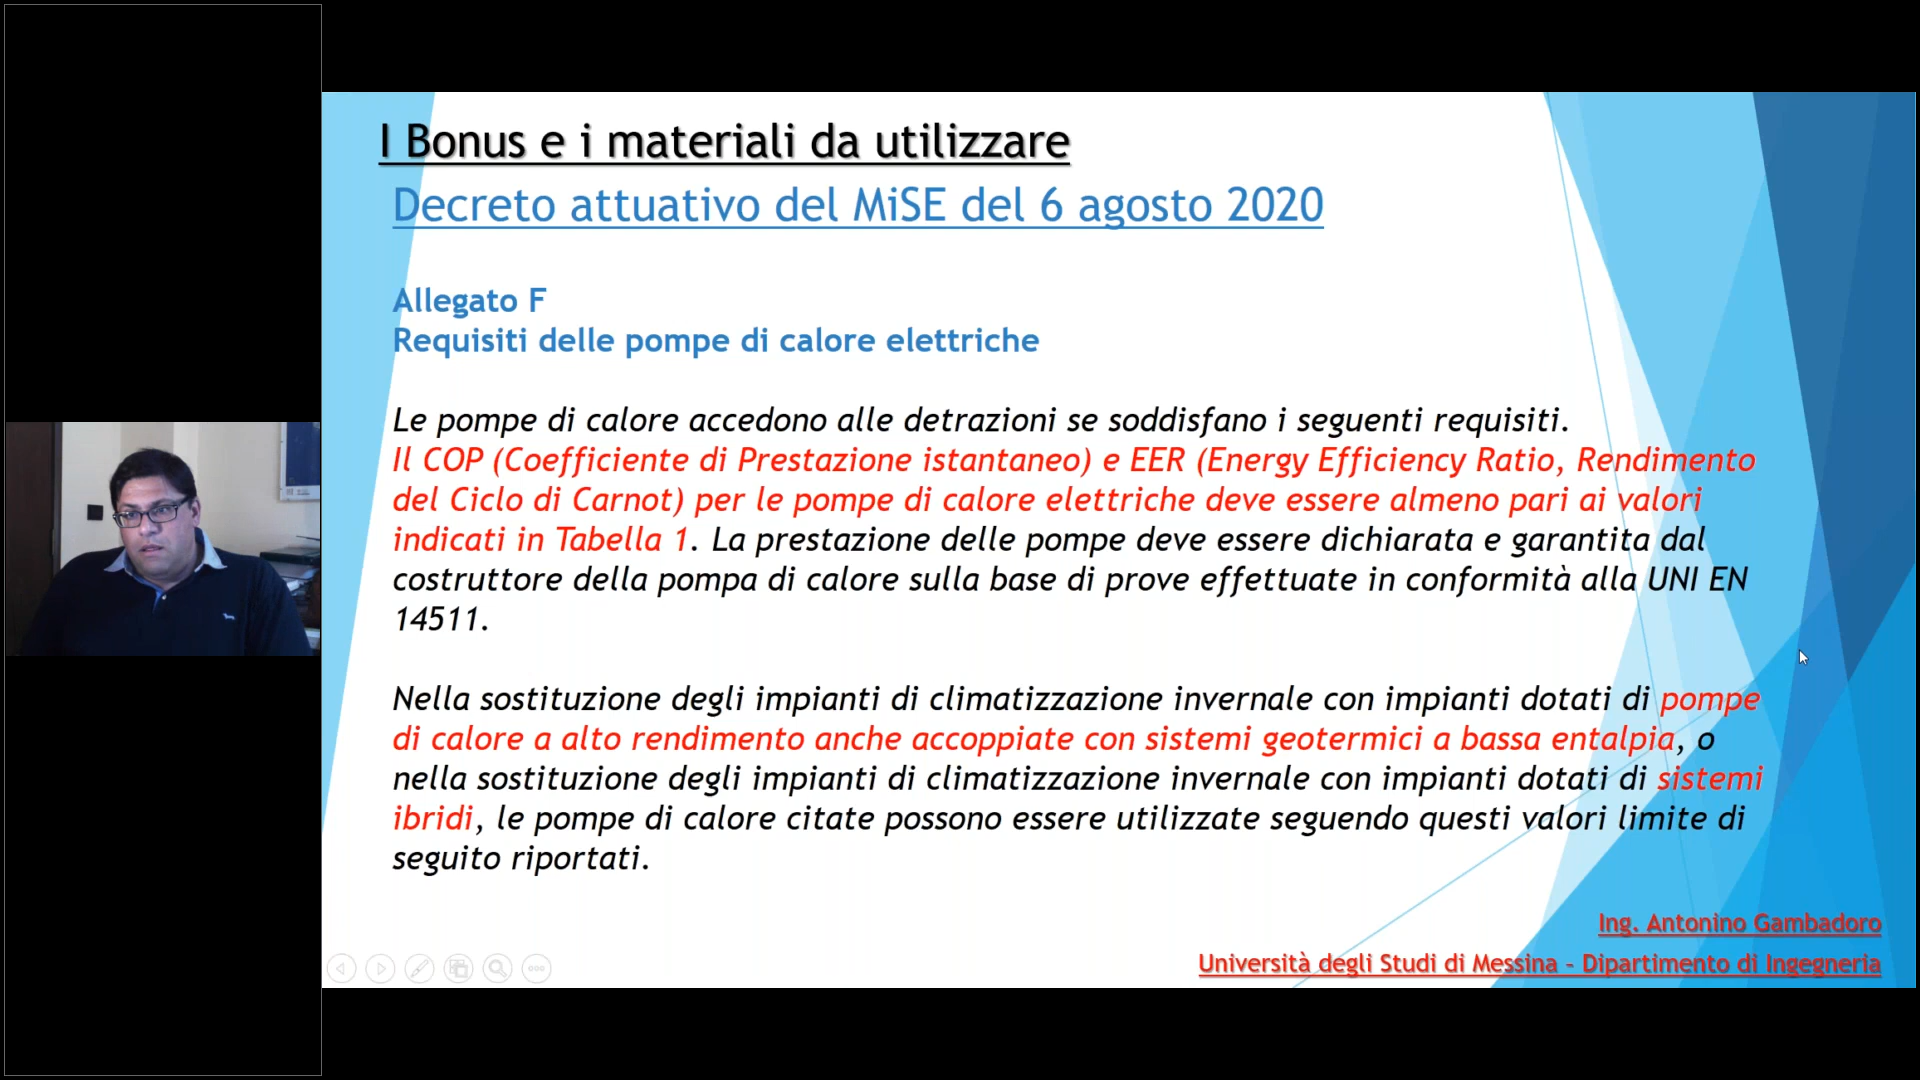 I Bonus e i materiali da utilizzare
Decreto attuativo del MiSE del 6 agosto 2020
Allegato F
Requisiti delle pompe di calore elettriche
Le pompe di calore accedono alle detrazioni se soddisfano i seguenti requisiti.
Il COP (Coefficiente di Prestazione istantaneo) e EER (Energy Efficiency Ratio, Rendimento
del Ciclo di Carnot) per le pompe di calore elettriche deve essere almeno pari ai valori
indicati in Tabella 1. La prestazione delle pompe deve essere dichiarata e garantita dal
costruttore della pompa di calore sulla base di prove effettuate in conformità alla UNI EN
14511.
Nella sostituzione degli impianti di climatizzazione invernale con impianti dotati di pompe
di calore a alto rendimento anche accoppiate con sistemi geotermici a bassa entalpia, o
nella sostituzione degli impianti di climatizzazione invernale con impianti dotati di sistemi
ibridi, le pompe di calore citate possono essere utilizzate seguendo questi valori limite di
seguito riportati.
Ing. Antonino Gambadoro
Università degli Studi di Messina – Dipartimento di Ingegneria